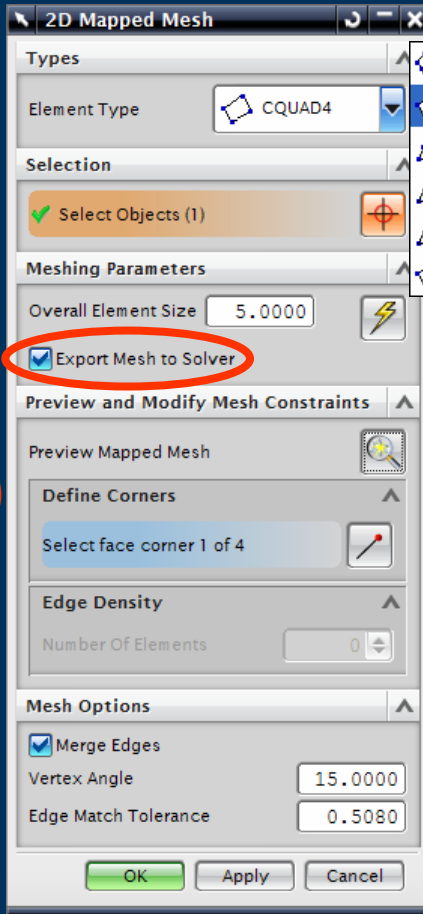 2D Mapped Mesh
Types
Element Type CQUAD4
Selection
Select Objects (1)
Meshing Parameters
Overall Element Size 5.0000
Export Mesh to Solver
Preview and Modify Mesh Constraints
Preview Mapped Mesh
Define Corners
Select face corner 1 of 4
Edge Density
Number Of Elements 0
Mesh Options
Merge Edges
Vertex Angle 15.0000
Edge Match Tolerance 0.5080
OK Apply Cancel